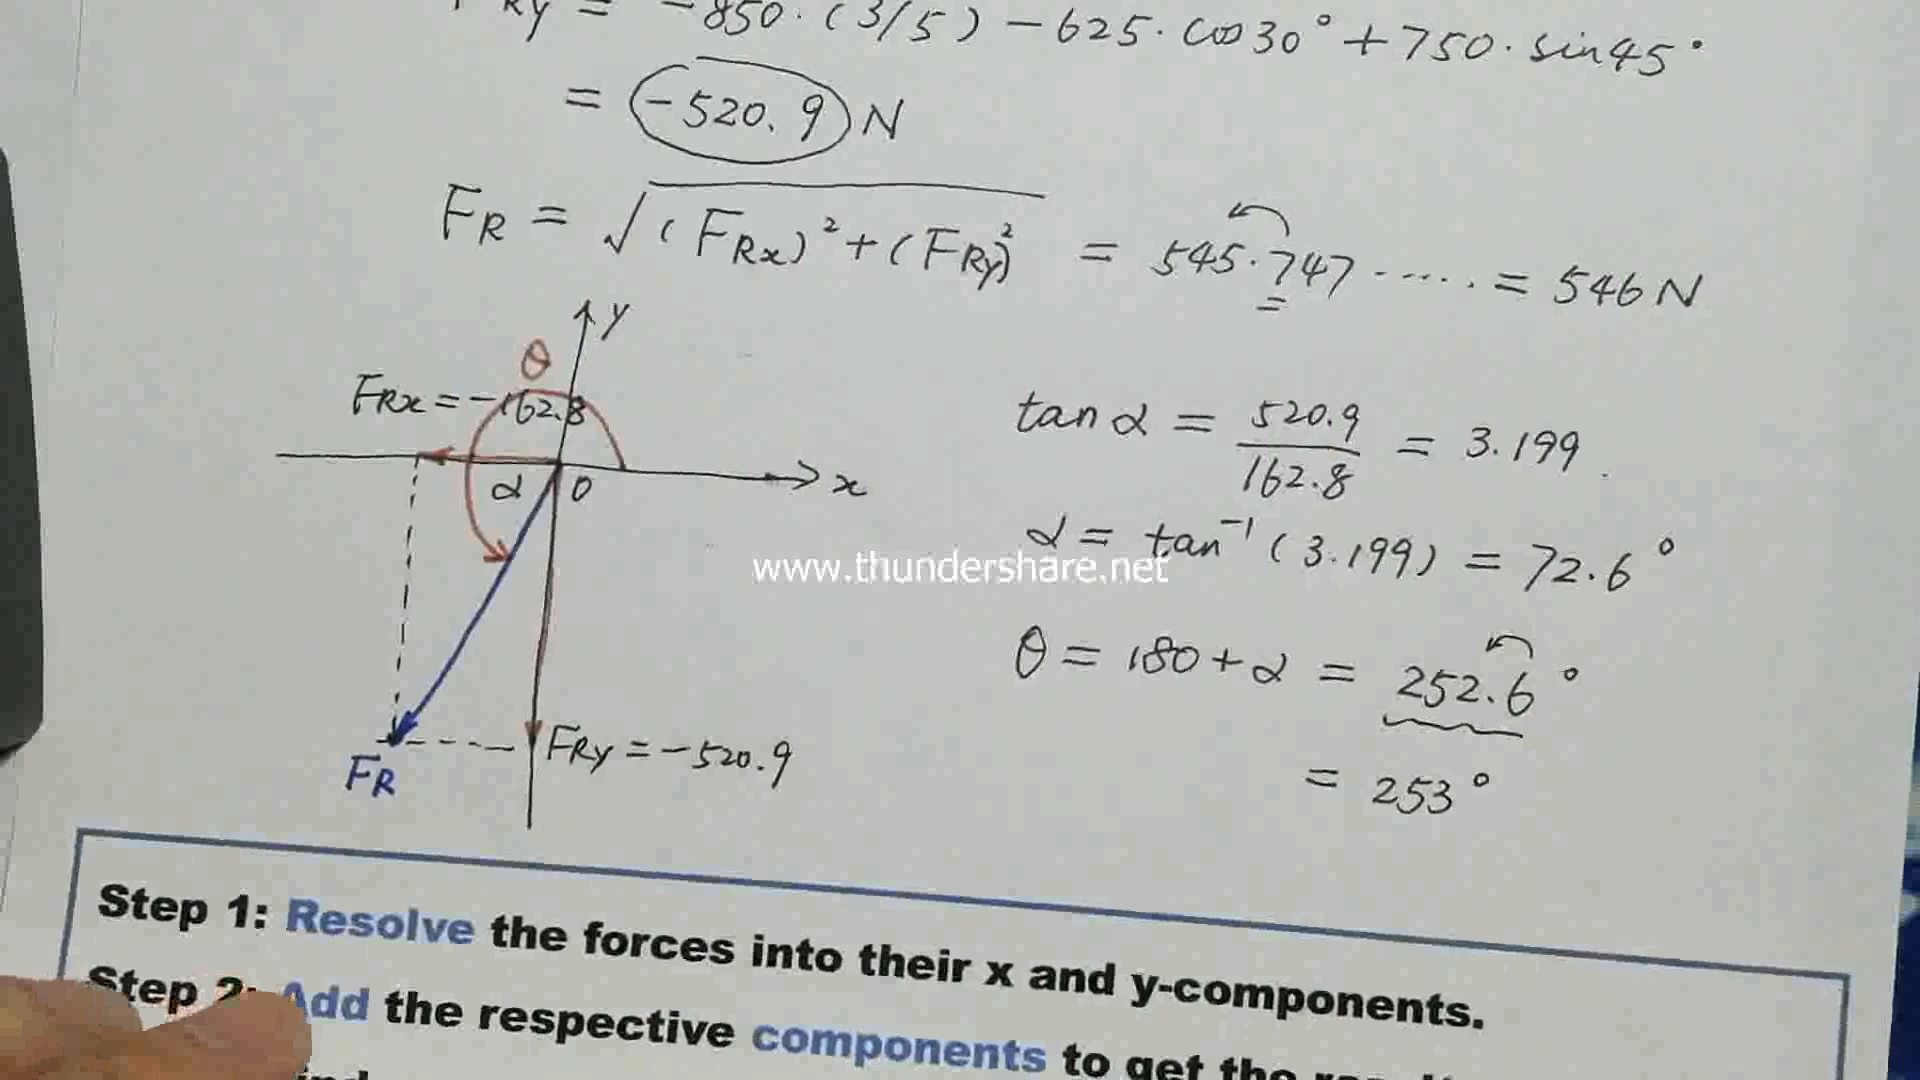 FRy = -850·(3/5) - 625·cos30° + 750·sin45°
= -520.9 N
FR = √(FRx)² + (FRy)² = 545.747 ····· = 546 N
y
θ
FRx = -162.8
x
α
O
FR
FRy = -520.9
tan α = 520.9/162.8 = 3.199
α = tan⁻¹ (3.199) = 72.6°
www.thundershare.net
θ = 180 + α = 252.6°
= 253°
Step 1: Resolve the forces into their x and y-components.
Step 2: Add the respective components to get the